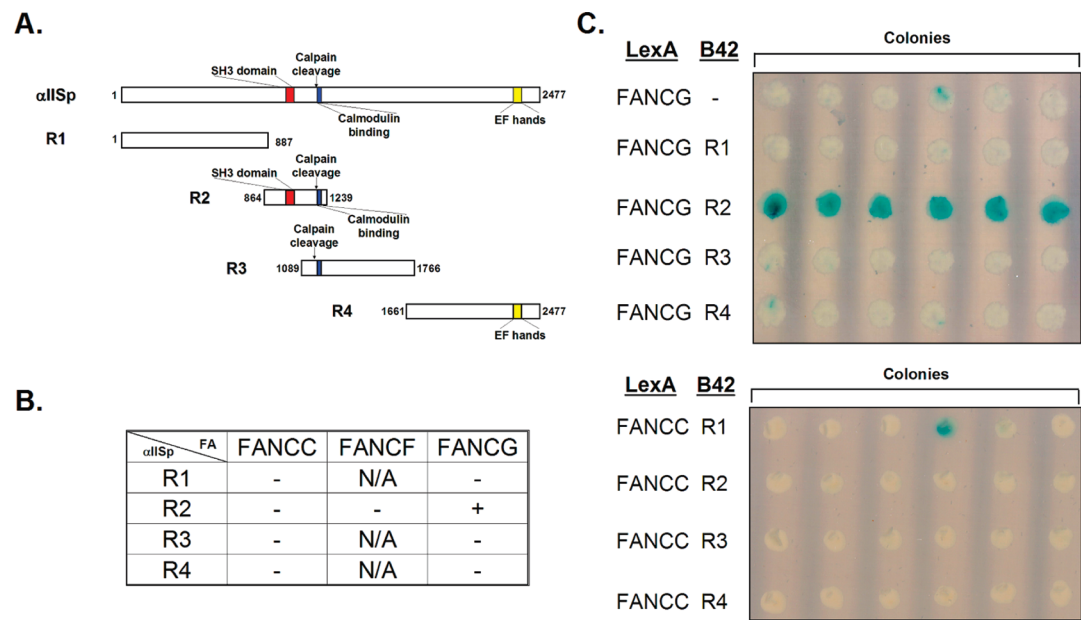 A.
Calpain
cleavage
SH3 domain
αIISp
1
2477
Calmodulin
binding
EF hands
R1
1
887
Calpain
cleavage
SH3 domain
R2
864
1239
Calmodulin
binding
Calpain
cleavage
R3
1089
1766
R4
1661
2477
EF hands
B.
αIISp FA FANCC FANCF FANCG
R1 - N/A -
R2 - - +
R3 - N/A -
R4 - N/A -
C.
LexA B42 Colonies
FANCG -
FANCG R1
FANCG R2
FANCG R3
FANCG R4
LexA B42 Colonies
FANCC R1
FANCC R2
FANCC R3
FANCC R4